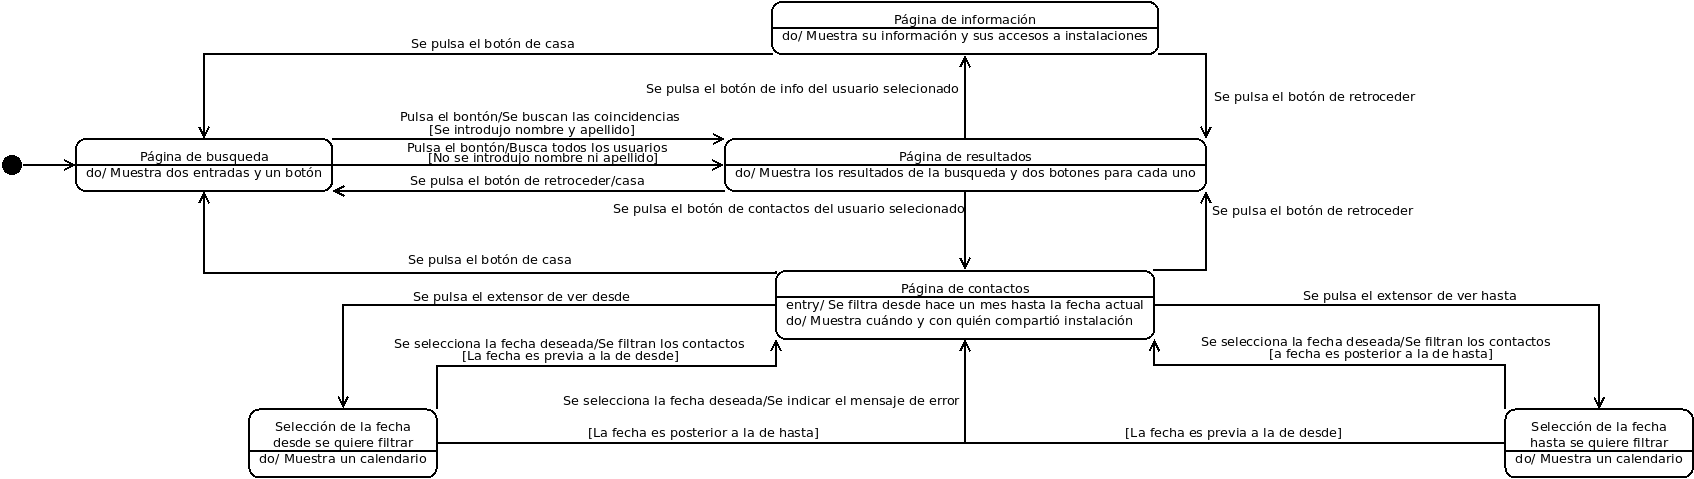 Página de información
do/ Muestra su información y sus accesos a instalaciones
Se pulsa el botón de casa
Se pulsa el botón de info del usuario selecionado
Se pulsa el botón de retroceder
Pulsa el bontón/Se buscan las coincidencias
[Se introdujo nombre y apellido]
Pulsa el bontón/Busca todos los usuarios
[No se introdujo nombre ni apellido]
Página de busqueda
do/ Muestra dos entradas y un botón
Página de resultados
do/ Muestra los resultados de la busqueda y dos botones para cada uno
Se pulsa el botón de retroceder/casa
Se pulsa el botón de contactos del usuario selecionado
Se pulsa el botón de retroceder
Se pulsa el botón de casa
Página de contactos
entry/ Se filtra desde hace un mes hasta la fecha actual
do/ Muestra cuándo y con quién compartió instalación
Se pulsa el extensor de ver desde
Se pulsa el extensor de ver hasta
Se selecciona la fecha deseada/Se filtran los contactos
[La fecha es previa a la de desde]
Se selecciona la fecha deseada/Se filtran los contactos
[a fecha es posterior a la de hasta]
Se selecciona la fecha deseada/Se indicar el mensaje de error
[La fecha es posterior a la de hasta]
[La fecha es previa a la de desde]
Selección de la fecha
desde se quiere filtrar
do/ Muestra un calendario
Selección de la fecha
hasta se quiere filtrar
do/ Muestra un calendario